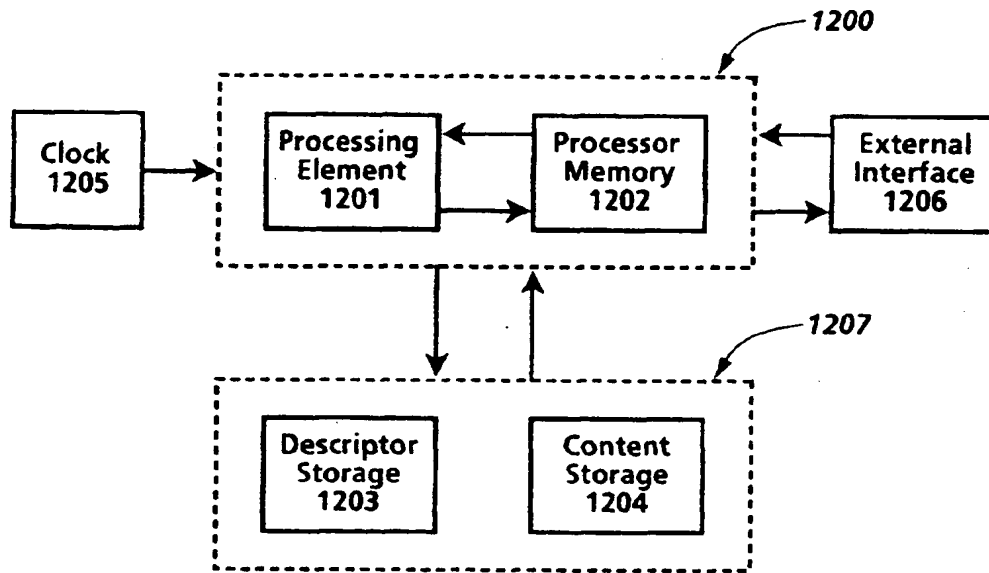 1200
Clock
1205
Processing
Element
1201
Processor
Memory
1202
External
Interface
1206
1207
Descriptor
Storage
1203
Content
Storage
1204